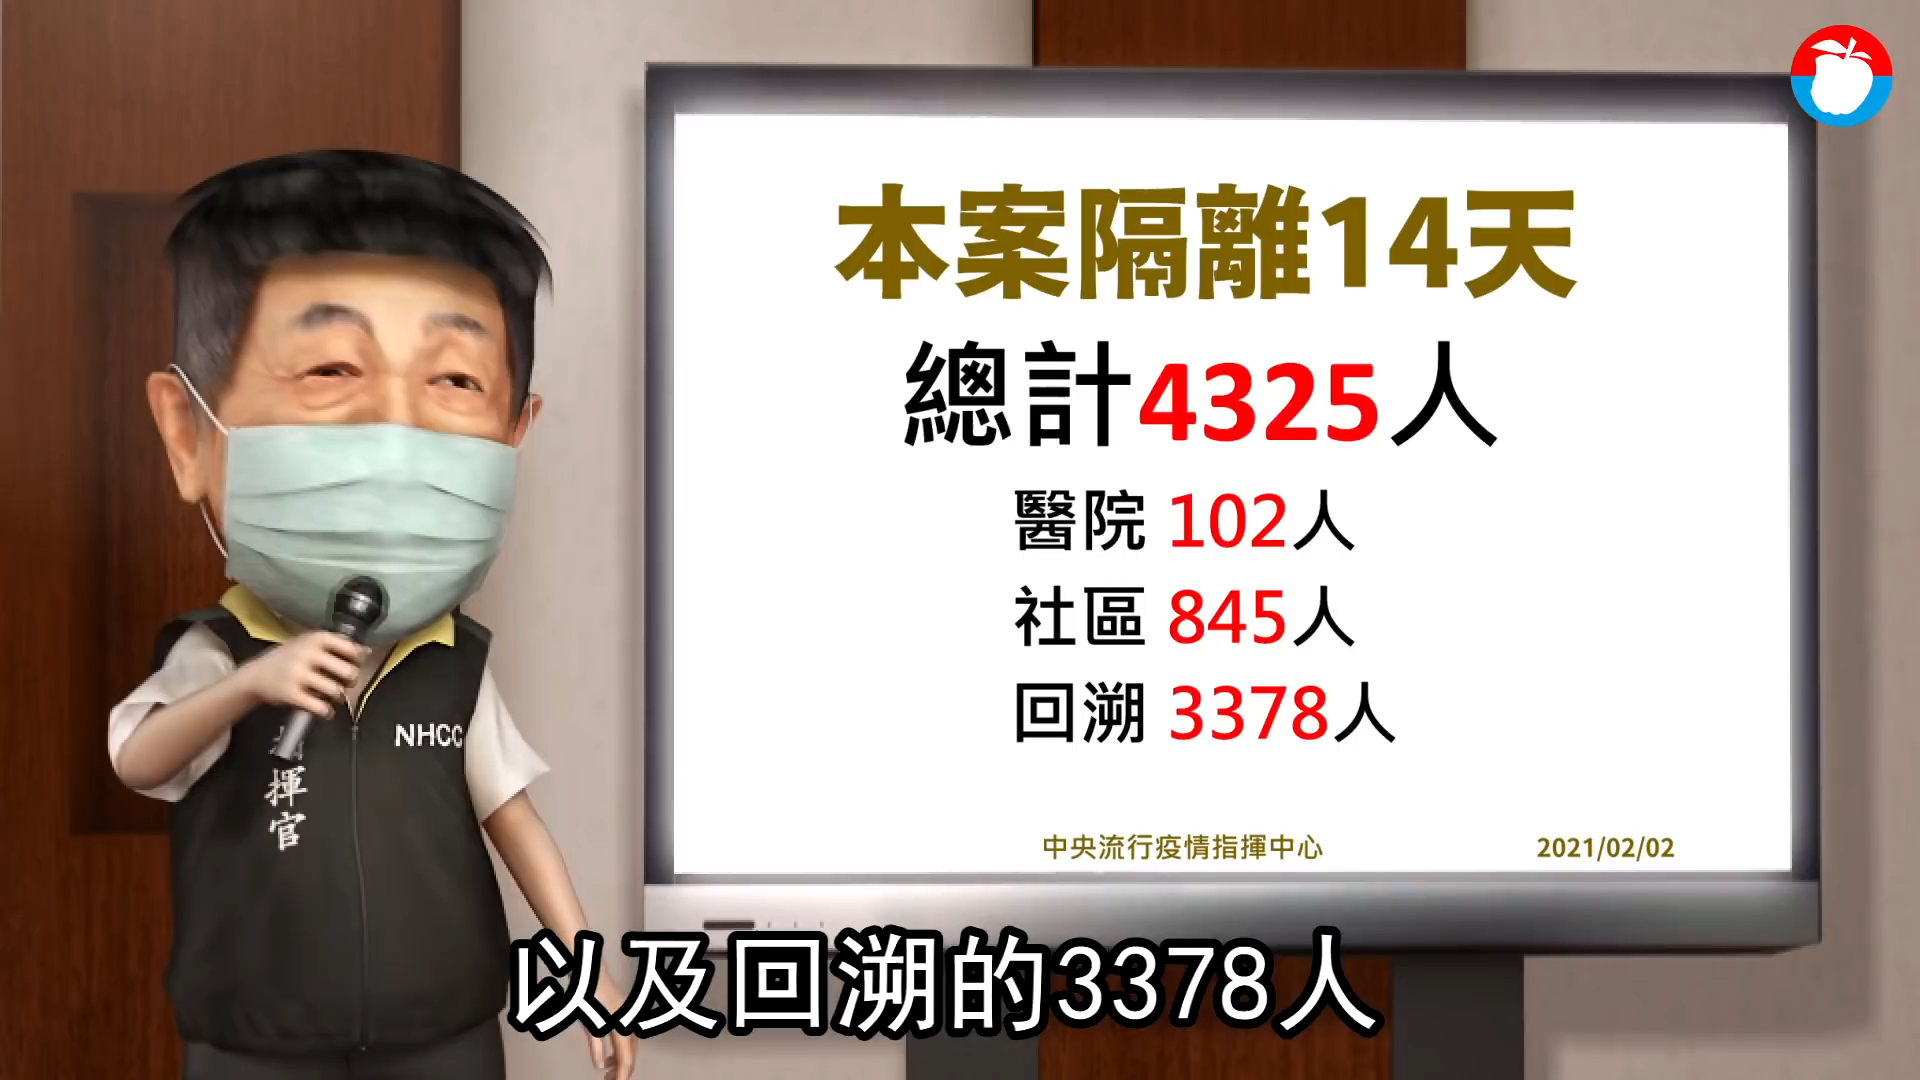 本案隔離14天
總計4325人
醫院 102人
社區 845人
回溯 3378人
中央流行疫情指揮中心
2021/02/02
NHCC
揮官
以及回溯的3378人